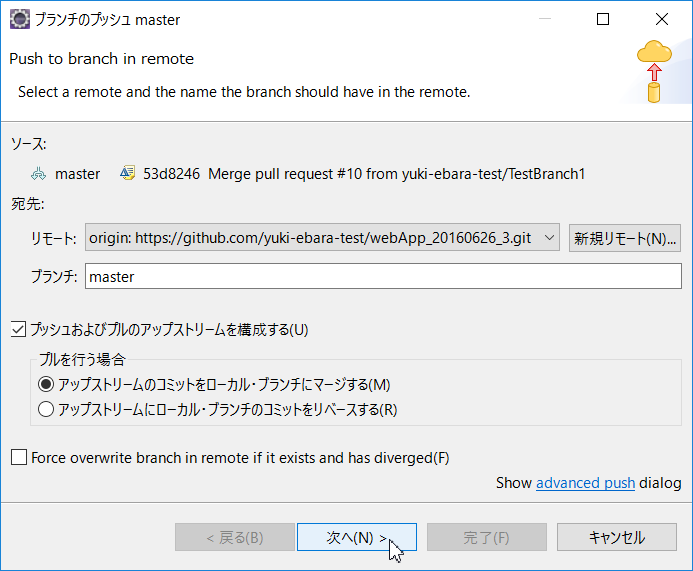 ブランチのプッシュ master
Push to branch in remote
Select a remote and the name the branch should have in the remote.
ソース:
master 53d8246 Merge pull request #10 from yuki-ebara-test/TestBranch1
宛先:
リモート: origin: https://github.com/yuki-ebara-test/webApp_20160626_3.git 新規リモート(N)...
ブランチ: master
プッシュおよびプルのアップストリームを構成する(U)
プルを行う場合
アップストリームのコミットをローカル・ブランチにマージする(M)
アップストリームにローカル・ブランチのコミットをリベースする(R)
Force overwrite branch in remote if it exists and has diverged(F)
Show advanced push dialog
< 戻る(B) 次へ(N) > 完了(F) キャンセル